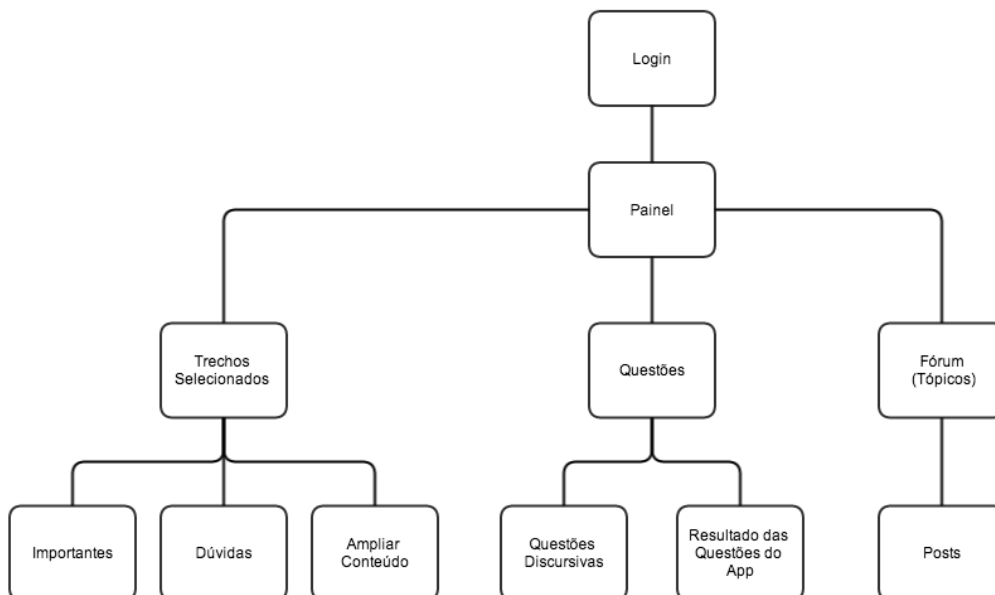 Login
Painel
Trechos
Selecionados
Questões
Fórum
(Tópicos)
Importantes
Dúvidas
Ampliar
Conteúdo
Questões
Discursivas
Resultado das
Questões do
App
Posts